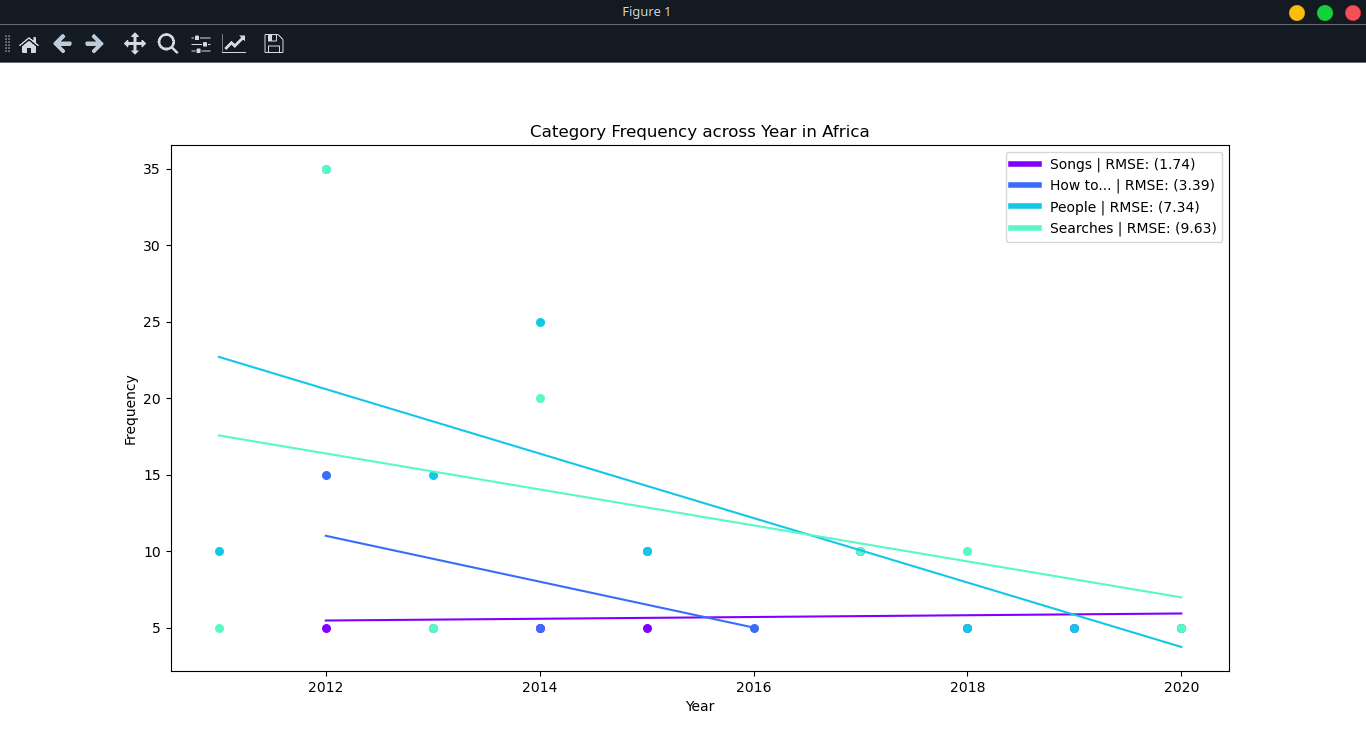 Figure 1
Category Frequency across Year in Africa
Songs | RMSE: (1.74)
How to... | RMSE: (3.39)
People | RMSE: (7.34)
Searches | RMSE: (9.63)
35
30
25
20
15
10
5
Frequency
2012 2014 2016 2018 2020
Year